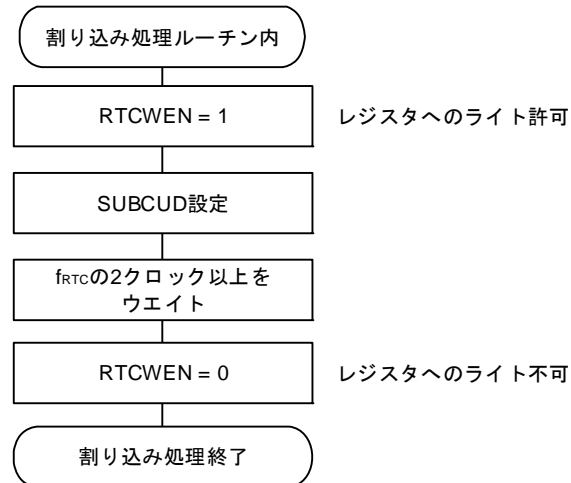 割り込み処理ルーチン内
RTCWEN = 1 レジスタへのライト許可
SUBCUD設定
fRTCの2クロック以上を
ウエイト
RTCWEN = 0 レジスタへのライト不可
割り込み処理終了